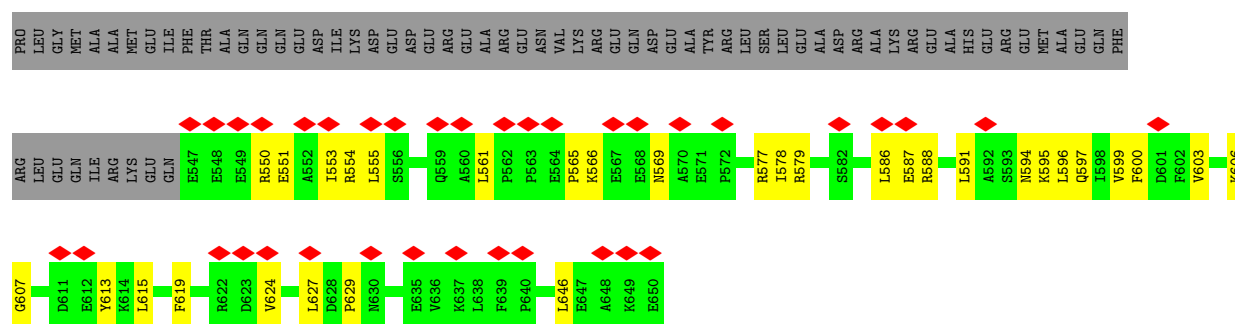 PRO LEU GLY MET ALA ALA MET GLU ILE PHE THR ALA GLN GLN GLN GLU ASP ILE LYS ASP GLU ASP GLU ARG GLU ALA ARG GLU ASN VAL LYS ARG GLU GLN ASP GLU ALA TYR ARG LEU SER LEU GLU ALA ASP ARG ALA LYS ARG GLU ALA HIS GLU ARG GLU MET ALA GLU GLN PHE
ARG LEU GLU GLN ILE ARG LYS GLU GLN E547 E548 E549 R550 E551 A552 I553 R554 L555 S556 Q559 A560 L561 P562 P563 E564 P565 K566 E567 E568 N569 A570 E571 P572 R577 I578 R579 S582 L586 E587 R588 L591 A592 S593 N594 K595 L596 Q597 I598 V599 F600 D601 F602 V603 K606
G607 D611 E612 Y613 K614 L615 F619 R622 D623 V624 L627 D628 P629 N630 E635 V636 K637 L638 F639 P640 L646 E647 A648 K649 E650